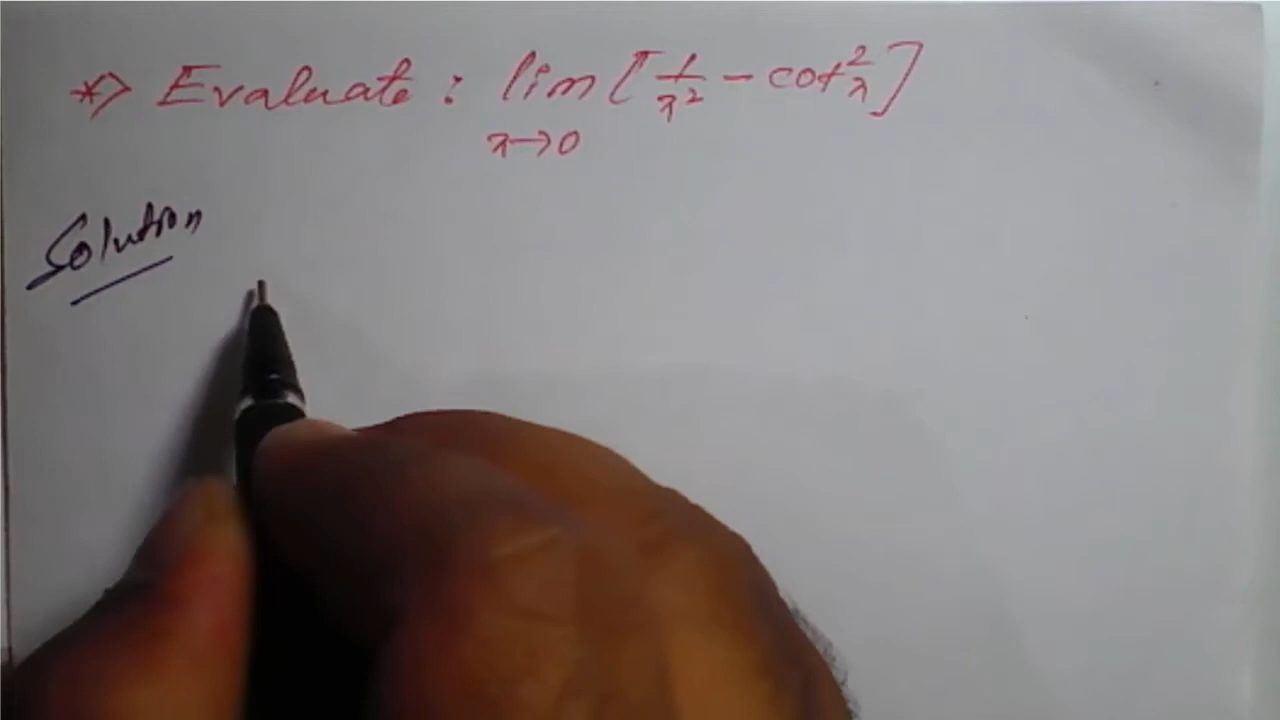 *> Evaluate : lim [ 1/x² - cot²x ]
x→0
Solution